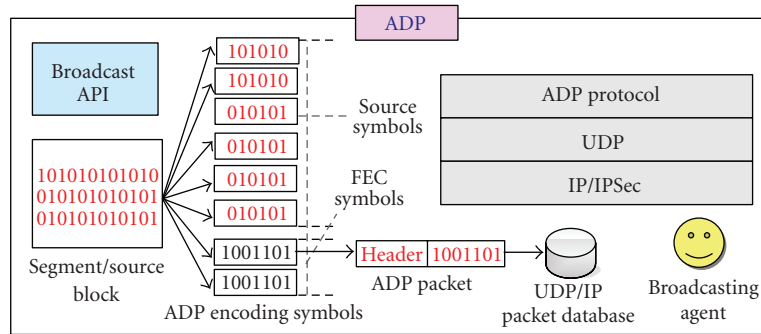 ADP
Broadcast
API
101010101010
010101010101
010101010101
Segment/source
block
101010
101010
010101
010101
010101
010101
1001101
1001101
ADP encoding symbols
Source
symbols
FEC
symbols
Header 1001101
ADP packet
ADP protocol
UDP
IP/IPSec
UDP/IP
packet database
Broadcasting
agent